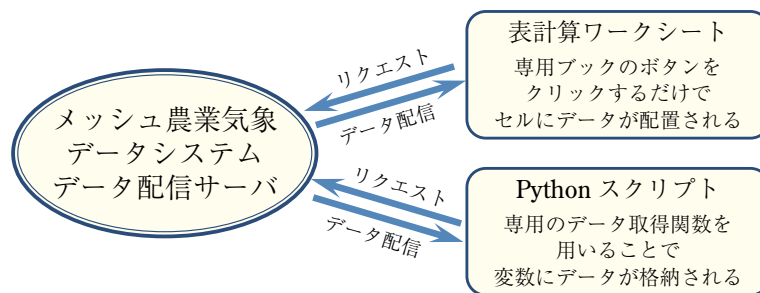 メッシュ農業気象
データシステム
データ配信サーバ
リクエスト
データ配信
表計算ワークシート
専用ブックのボタンを
クリックするだけで
セルにデータが配置される
リクエスト
データ配信
Python スクリプト
専用のデータ取得関数を
用いることで
変数にデータが格納される